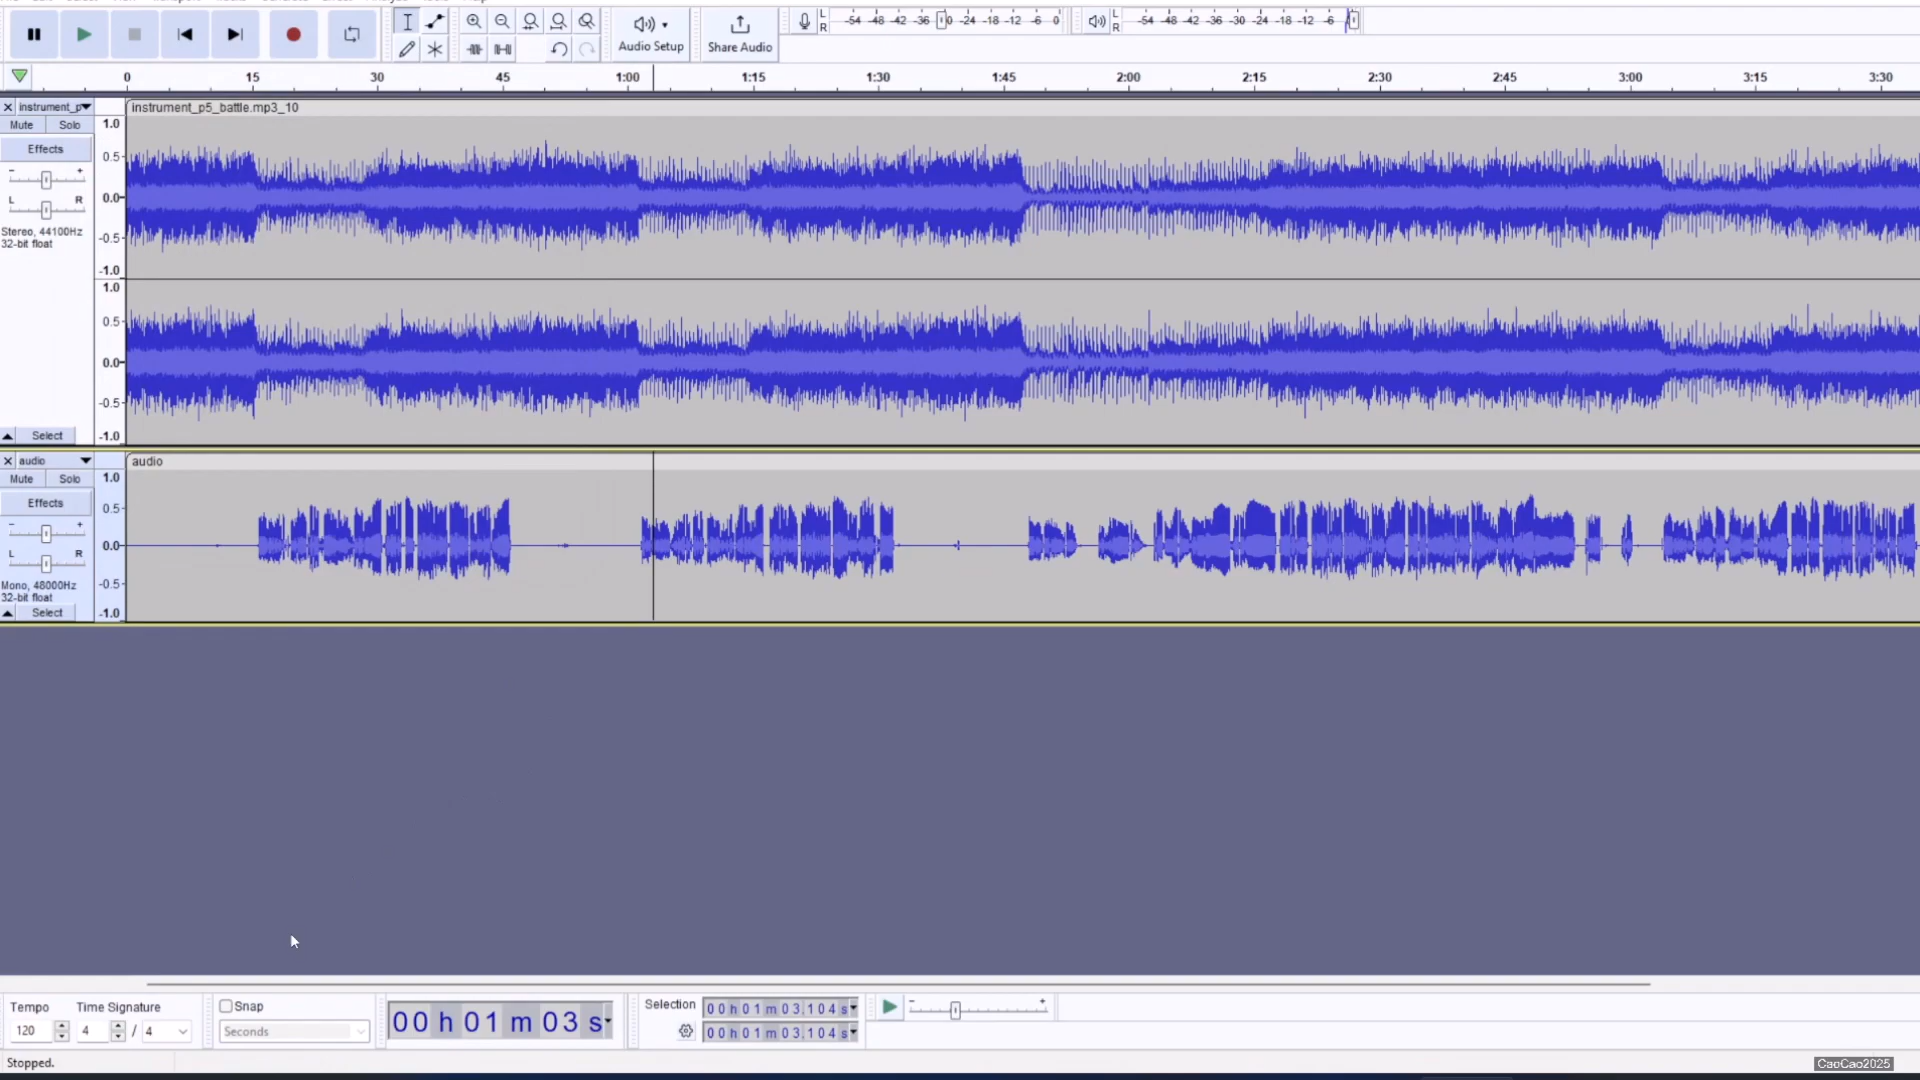 Audio Setup
Share Audio
L
R
-54 -48 -42 -36 -24 -18 -12 -6 0
L
R
-54 -48 -42 -36 -30 -24 -18 -12 -6
0 15 30 45 1:00 1:15 1:30 1:45 2:00 2:15 2:30 2:45 3:00 3:15 3:30
instrument_p
instrument_p5_battle.mp3_10
Mute Solo
Effects
- +
L R
Stereo, 44100Hz
32-bit float
Select
1.0
0.5
0.0
-0.5
-1.0
1.0
0.5
0.0
-0.5
-1.0
audio
audio
Mute Solo
Effects
- +
L R
Mono, 48000Hz
32-bit float
Select
1.0
0.5
0.0
-0.5
-1.0
Tempo
120
Time Signature
4 / 4
Snap
Seconds
00 h 01 m 03 s
Selection
00 h 01 m 03.104 s
00 h 01 m 03.104 s
- +
Stopped.
CaoCao2025